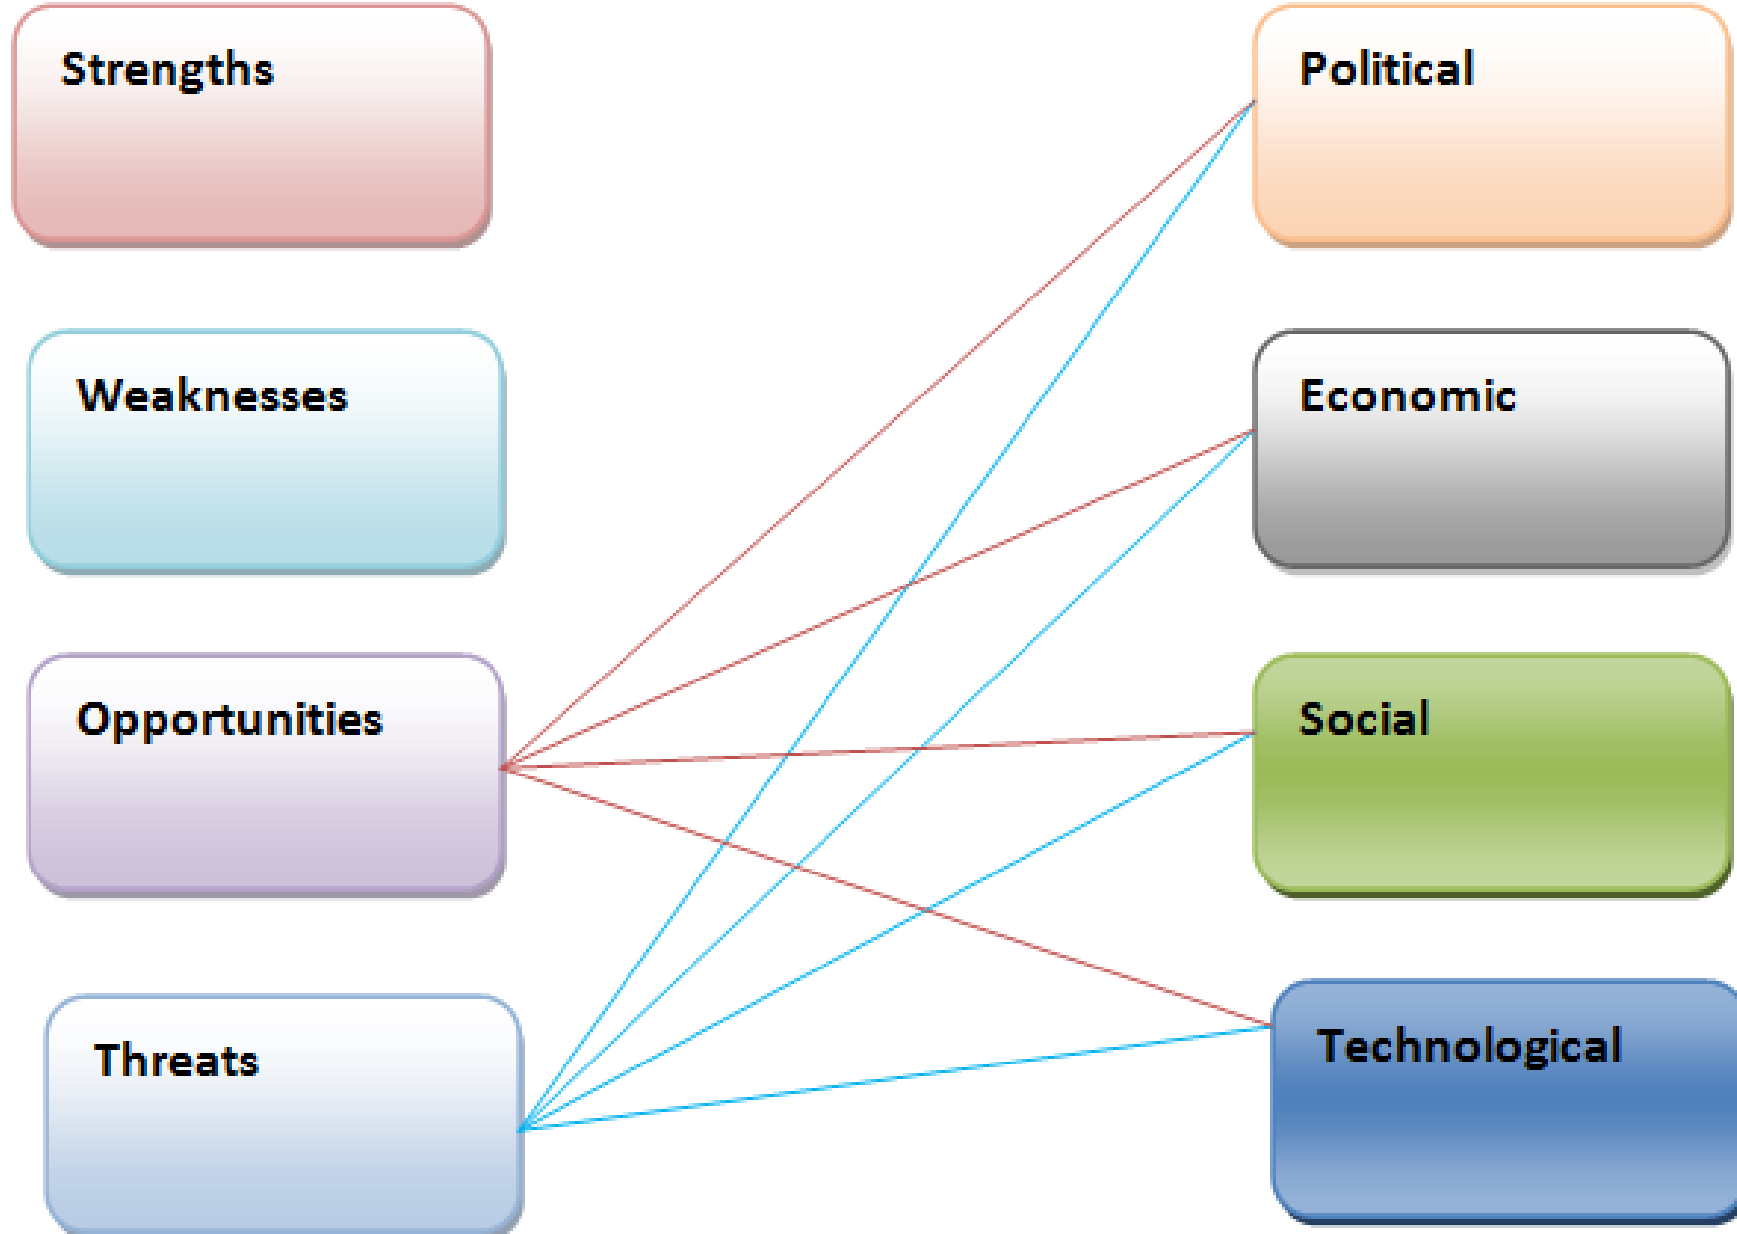 Strengths
Political
Weaknesses
Economic
Opportunities
Social
Threats
Technological